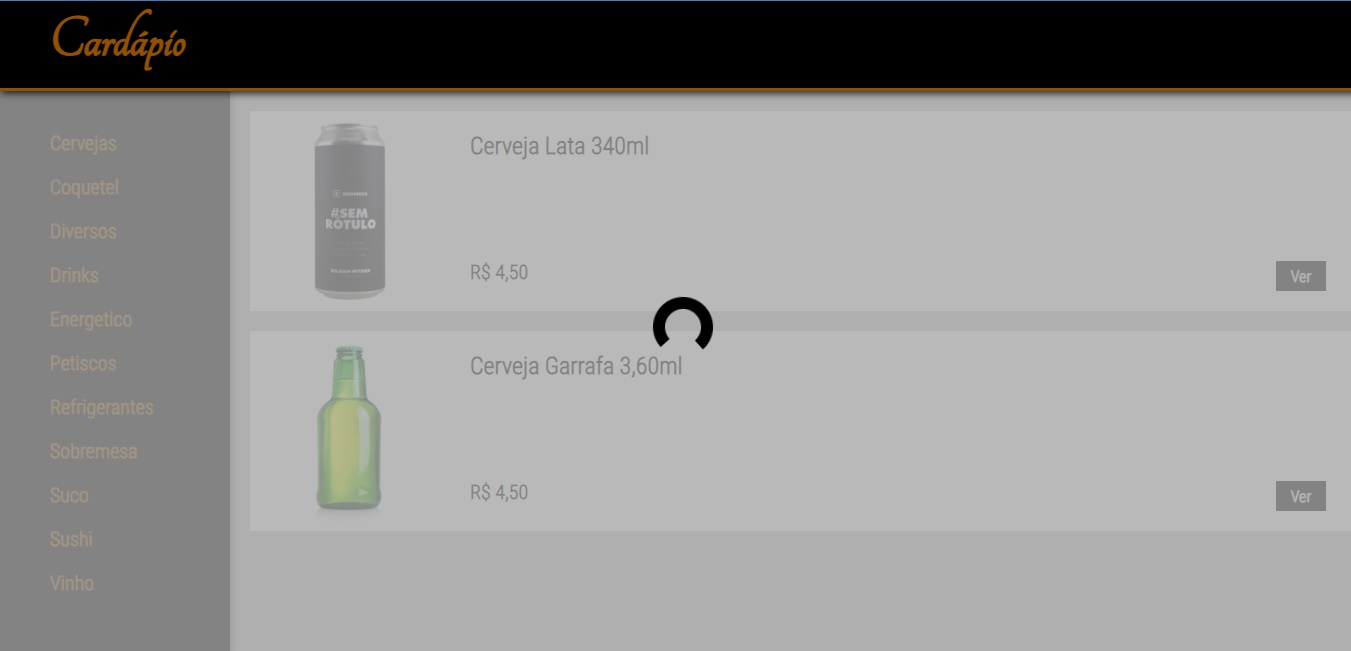 Cardápio
Cervejas
Coquetel
Diversos
Drinks
Energetico
Petiscos
Refrigerantes
Sobremesa
Suco
Sushi
Vinho
Cerveja Lata 340ml
#SEM
RÓTULO
R$ 4,50
Ver
Cerveja Garrafa 3,60ml
R$ 4,50
Ver